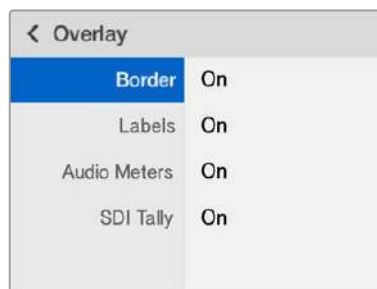 Overlay
Border On
Labels On
Audio Meters On
SDI Tally On